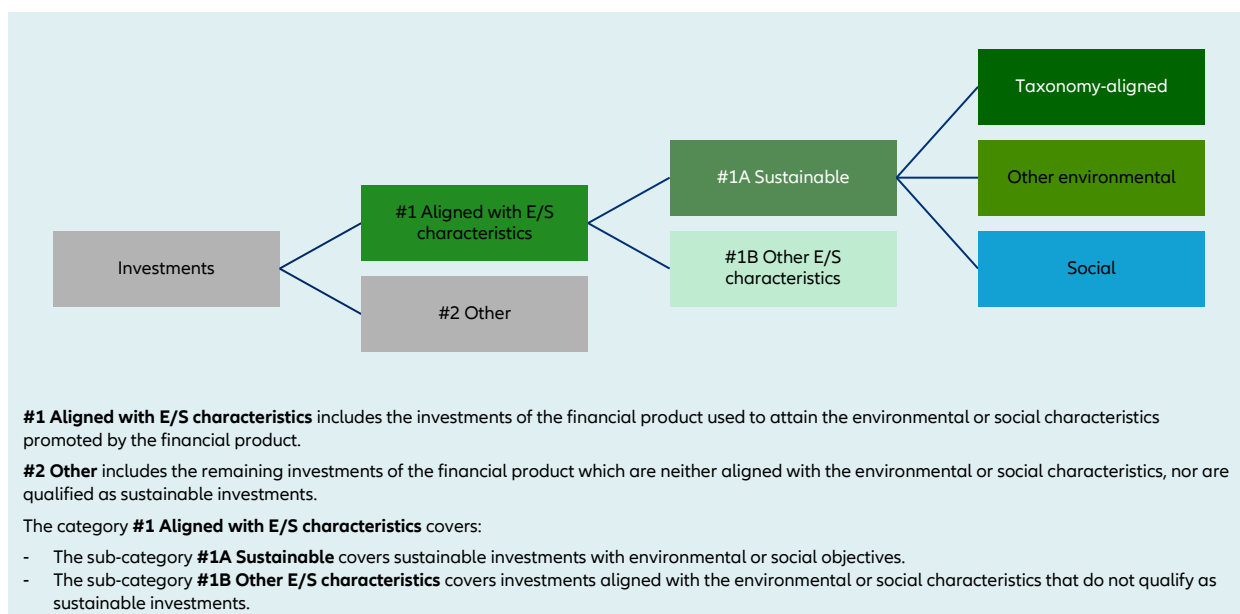 Taxonomy-aligned
#1A Sustainable
Other environmental
#1 Aligned with E/S
characteristics
#1B Other E/S
characteristics
Investments
Social
#2 Other
#1 Aligned with E/S characteristics includes the investments of the financial product used to attain the environmental or social characteristics
promoted by the financial product.
#2 Other includes the remaining investments of the financial product which are neither aligned with the environmental or social characteristics, nor are
qualified as sustainable investments.
The category #1 Aligned with E/S characteristics covers:
- The sub-category #1A Sustainable covers sustainable investments with environmental or social objectives.
- The sub-category #1B Other E/S characteristics covers investments aligned with the environmental or social characteristics that do not qualify as
sustainable investments.